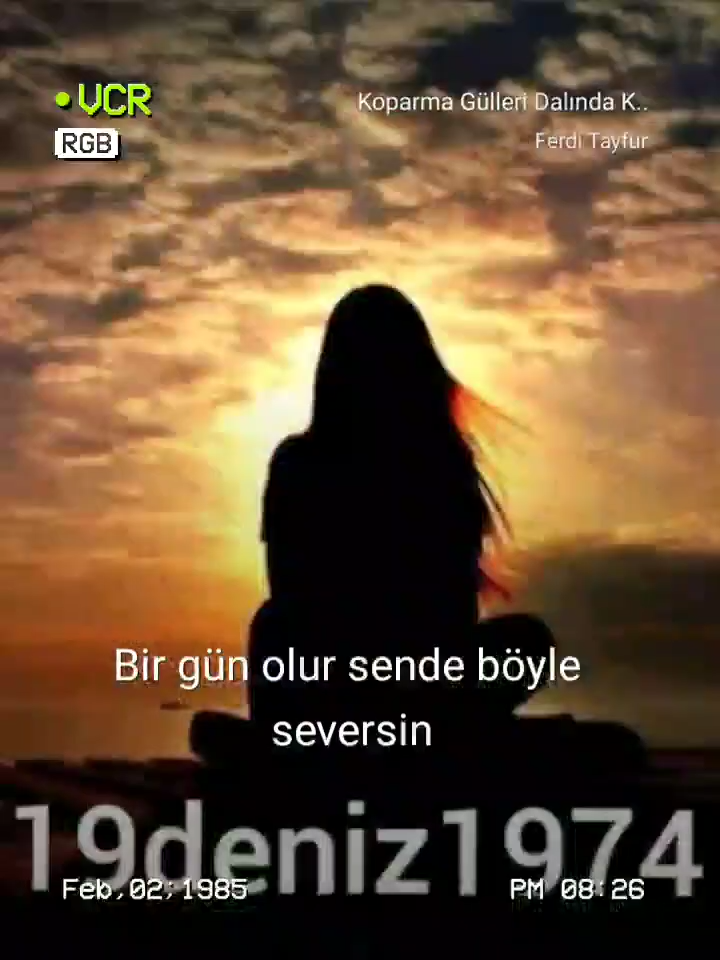 VCR
RGB
Koparma Gülleri Dalında K..
Ferdi Tayfur
Bir gün olur sende böyle
seversin
19deniz1974
Feb,02;1985
PM 08:26